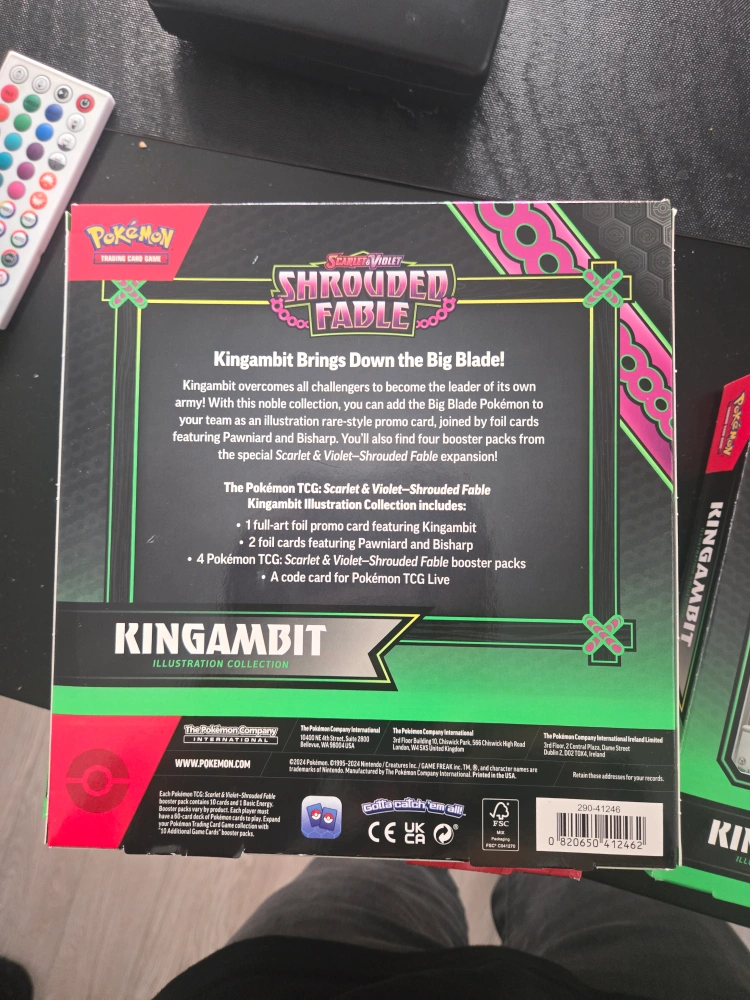 POKÉMON
TRADING CARD GAME
SCARLET & VIOLET
SHROUDED
FABLE
Kingambit Brings Down the Big Blade!
Kingambit overcomes all challengers to become the leader of its own
army! With this noble collection, you can add the Big Blade Pokémon to
your team as an illustration rare-style promo card, joined by foil cards
featuring Pawniard and Bisharp. You'll also find four booster packs from
the special Scarlet & Violet—Shrouded Fable expansion!
The Pokémon TCG: Scarlet & Violet—Shrouded Fable
Kingambit Illustration Collection includes:
• 1 full-art foil promo card featuring Kingambit
• 2 foil cards featuring Pawniard and Bisharp
• 4 Pokémon TCG: Scarlet & Violet—Shrouded Fable booster packs
• A code card for Pokémon TCG Live
KINGAMBIT
ILLUSTRATION COLLECTION
The Pokémon Company
INTERNATIONAL
The Pokémon Company International
10400 NE 4th Street, Suite 2800
Bellevue, WA 98004 USA
The Pokémon Company International
3rd Floor Building 10, Chiswick Park, 566 Chiswick High Road
London, W4 5XS United Kingdom
The Pokémon Company International Ireland Limited
3rd Floor, 2 Central Plaza, Dame Street
Dublin 2, D02 T0X4, Ireland
WWW.POKEMON.COM
©2024 Pokémon. ©1995-2024 Nintendo / Creatures Inc. / GAME FREAK inc. TM, ®, and character names are
trademarks of Nintendo. Manufactured by The Pokémon Company International. Printed in the USA.
Retain these addresses for your records.
Each Pokémon TCG: Scarlet & Violet—Shrouded Fable
booster pack contains 10 cards and 1 Basic Energy.
Booster packs vary by product. Each player must
have a 60-card deck of Pokémon cards to play. Expand
your Pokémon Trading Card Game collection with
"10 Additional Game Cards" booster packs.
Gotta catch 'em all!
CE UK
CA
FSC
MIX
Packaging
FSC® C041270
290-41246
0 820650 412462
POKÉMON
KINGAMBIT
KIN
ILL